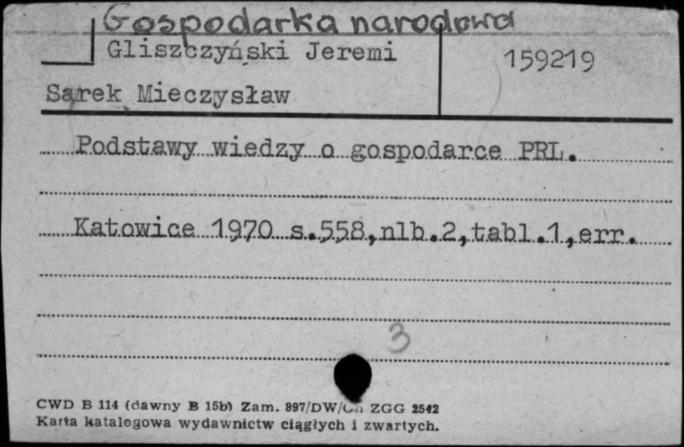 Gospodarka narodowa
Gliszczyński Jeremi
159219
Sarek Mieczysław
Podstawy wiedzy o gospodarce PRL.
Katowice 1970 s.558,nlb.2,tabl.1,err.
3
CWD B 114 (dawny B 15b) Zam. 997/DW/ ZGG 2542
Karta katalogowa wydawnictw ciągłych i zwartych.